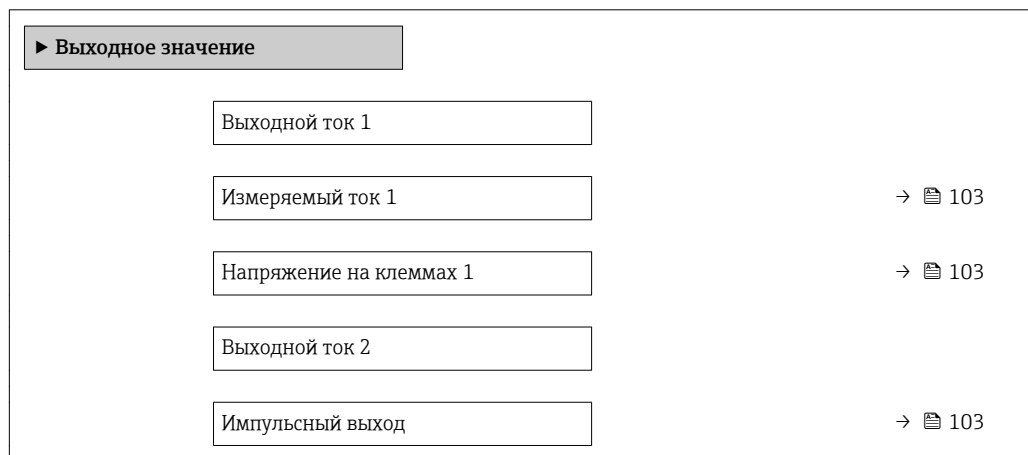 ▶ Выходное значение
Выходной ток 1
Измеряемый ток 1 → 103
Напряжение на клеммах 1 → 103
Выходной ток 2
Импульсный выход → 103